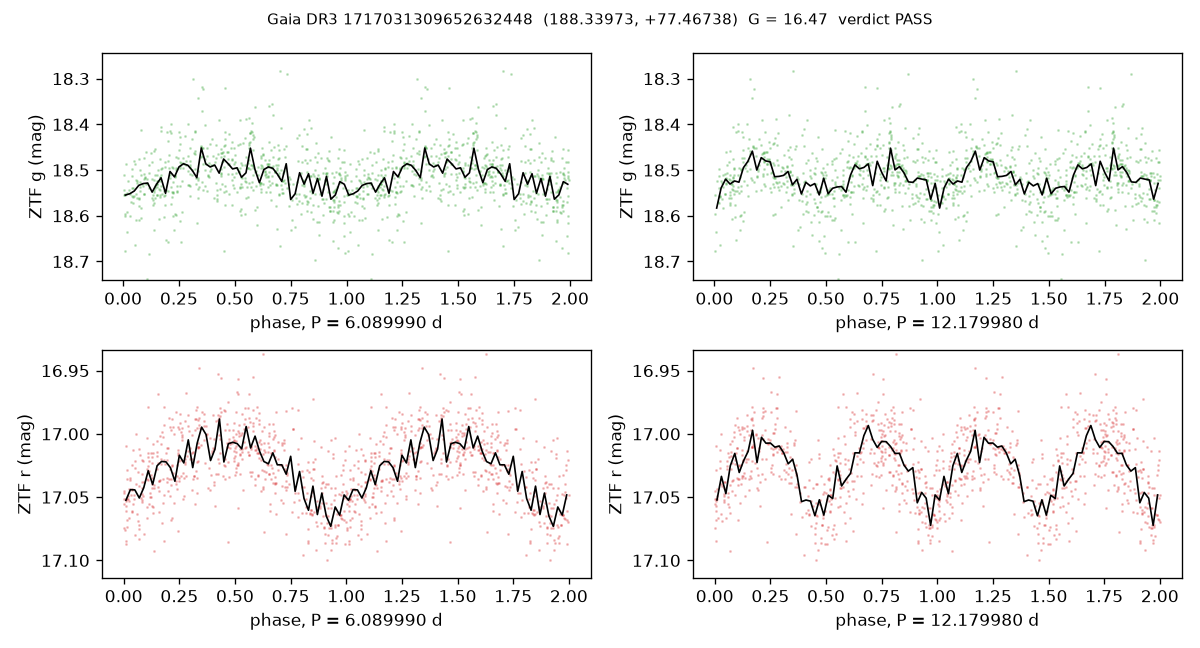 Gaia DR3 1717031309652632448 (188.33973, +77.46738) G = 16.47 verdict PASS
ZTF g (mag)
18.3
18.4
18.5
18.6
18.7
0.00 0.25 0.50 0.75 1.00 1.25 1.50 1.75 2.00
phase, P = 6.089990 d
ZTF g (mag)
18.3
18.4
18.5
18.6
18.7
0.00 0.25 0.50 0.75 1.00 1.25 1.50 1.75 2.00
phase, P = 12.179980 d
ZTF r (mag)
16.95
17.00
17.05
17.10
0.00 0.25 0.50 0.75 1.00 1.25 1.50 1.75 2.00
phase, P = 6.089990 d
ZTF r (mag)
16.95
17.00
17.05
17.10
0.00 0.25 0.50 0.75 1.00 1.25 1.50 1.75 2.00
phase, P = 12.179980 d